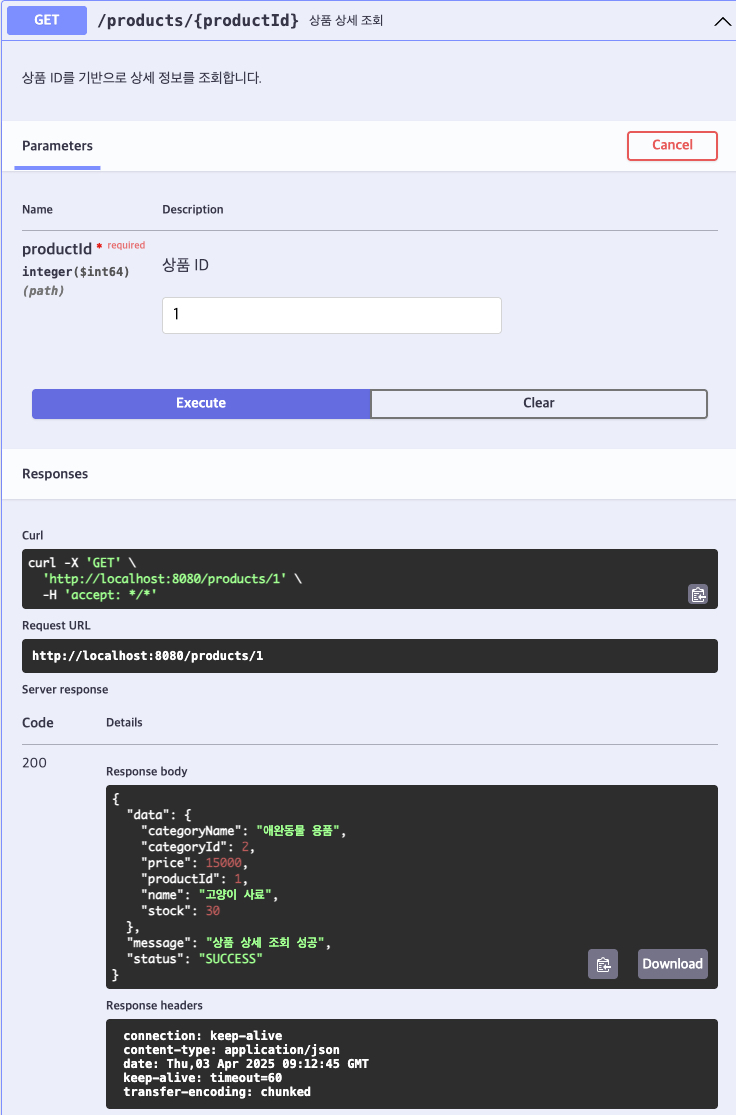 GET /products/{productId} 상품 상세 조회
상품 ID를 기반으로 상세 정보를 조회합니다.
Parameters
Cancel
Name Description
productId * required
integer($int64)
(path)
상품 ID
1
Execute Clear
Responses
Curl
curl -X 'GET' \
'http://localhost:8080/products/1' \
-H 'accept: */*'
Request URL
http://localhost:8080/products/1
Server response
Code Details
200
Response body
{
"data": {
"categoryName": "애완동물 용품",
"categoryId": 2,
"price": 15000,
"productId": 1,
"name": "고양이 사료",
"stock": 30
},
"message": "상품 상세 조회 성공",
"status": "SUCCESS"
}
Download
Response headers
connection: keep-alive
content-type: application/json
date: Thu,03 Apr 2025 09:12:45 GMT
keep-alive: timeout=60
transfer-encoding: chunked